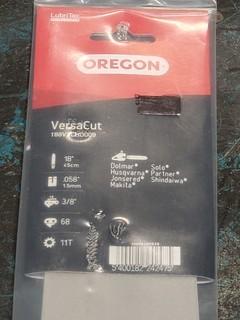 LubriTec
OREGON
VersaCut
18"
45cm
Dolmar* Solo*
Husqvarna* Partner*
Jonsered* Shindaiwa*
Makita*
.058"
1.5mm
3/8"
68
11T
5400182242475